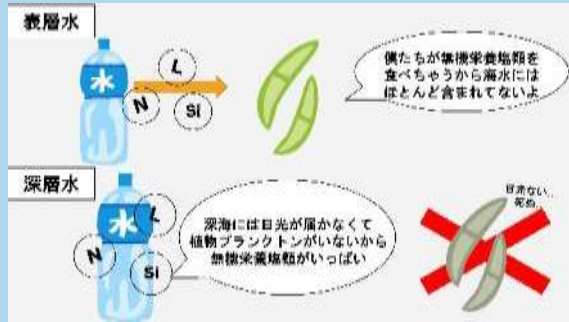 表層水
水
L
N
Si
僕たちが無機栄養塩類を
食べちゃうから海水には
ほとんど含まれてないよ
深層水
水
L
N
Si
深海には日光が届かなくて
植物プランクトンがいないから
無機栄養塩類がいっぱい
死ぬ…